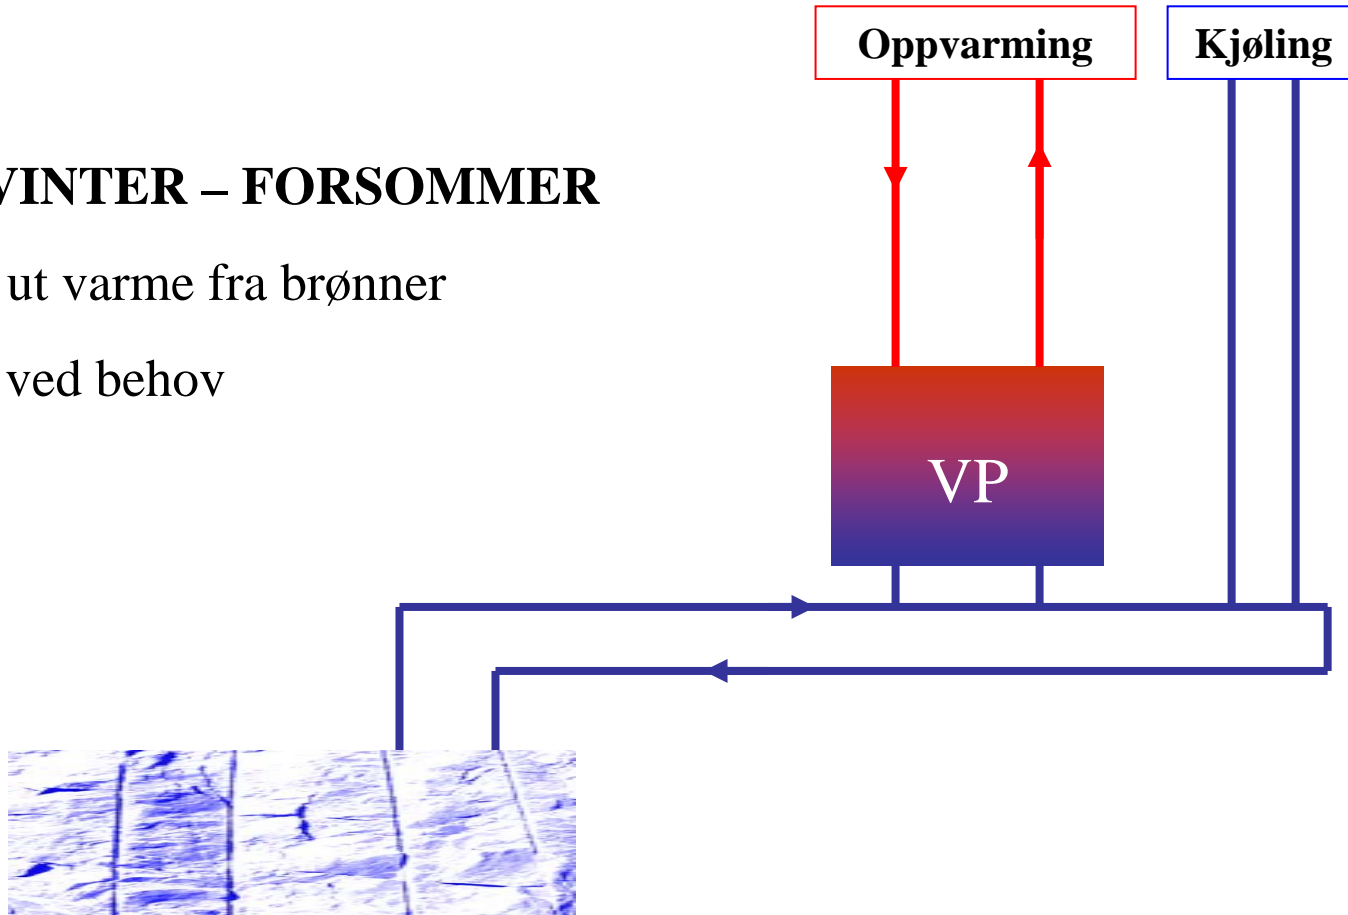 Oppvarming
Kjøling
VINTER – FORSOMMER
ut varme fra brønner
ved behov
VP